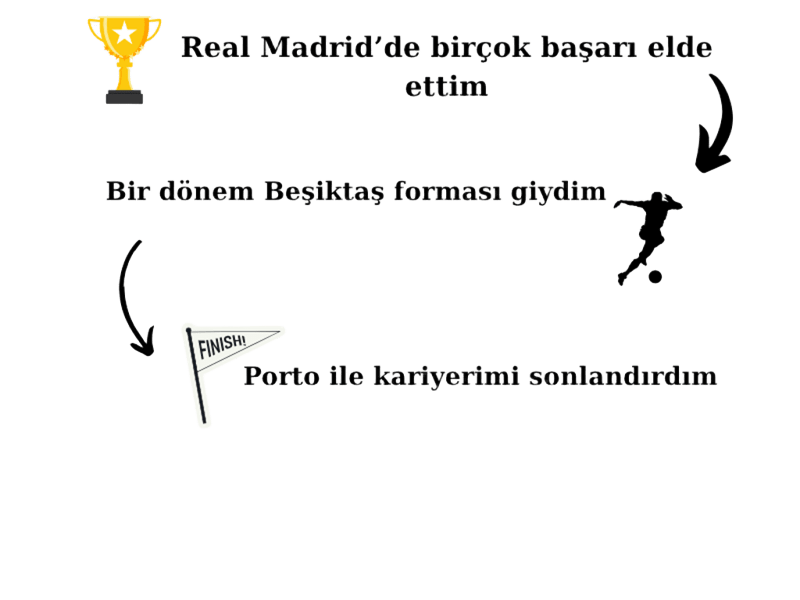 Real Madrid’de birçok başarı elde
ettim
Bir dönem Beşiktaş forması giydim
FINISH!
Porto ile kariyerimi sonlandırdım